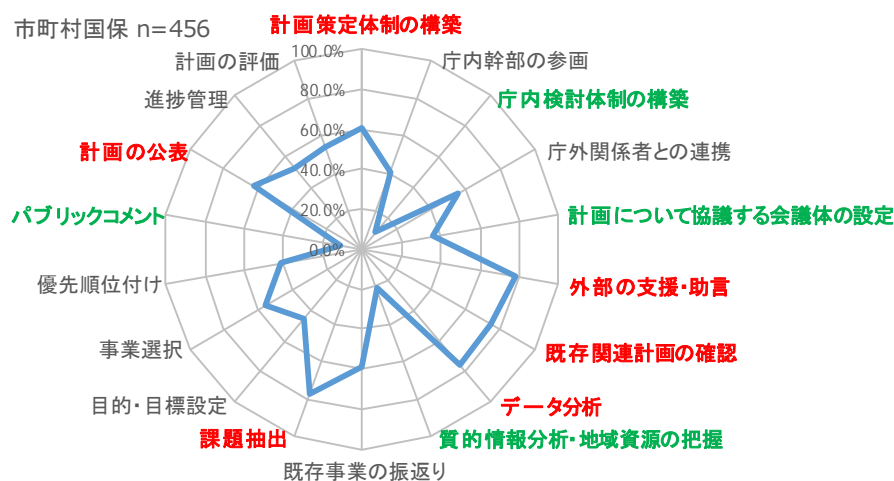 市町村国保 n=456
計画策定体制の構築
庁内幹部の参画
庁内検討体制の構築
庁外関係者との連携
計画について協議する会議体の設定
外部の支援・助言
既存関連計画の確認
データ分析
質的情報分析・地域資源の把握
既存事業の振返り
課題抽出
目的・目標設定
事業選択
優先順位付け
パブリックコメント
計画の公表
進捗管理
計画の評価
100.0%
80.0%
60.0%
40.0%
20.0%
0.0%